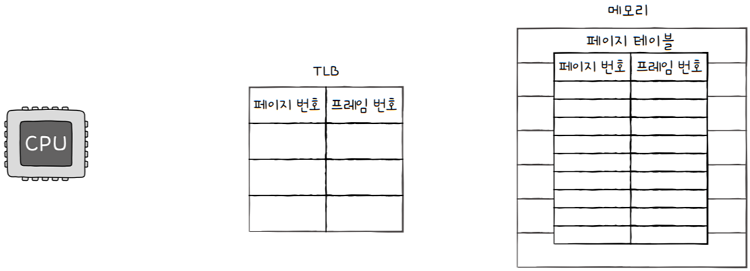 메모리
페이지 테이블
페이지 번호 프레임 번호
TLB
페이지 번호 프레임 번호
CPU